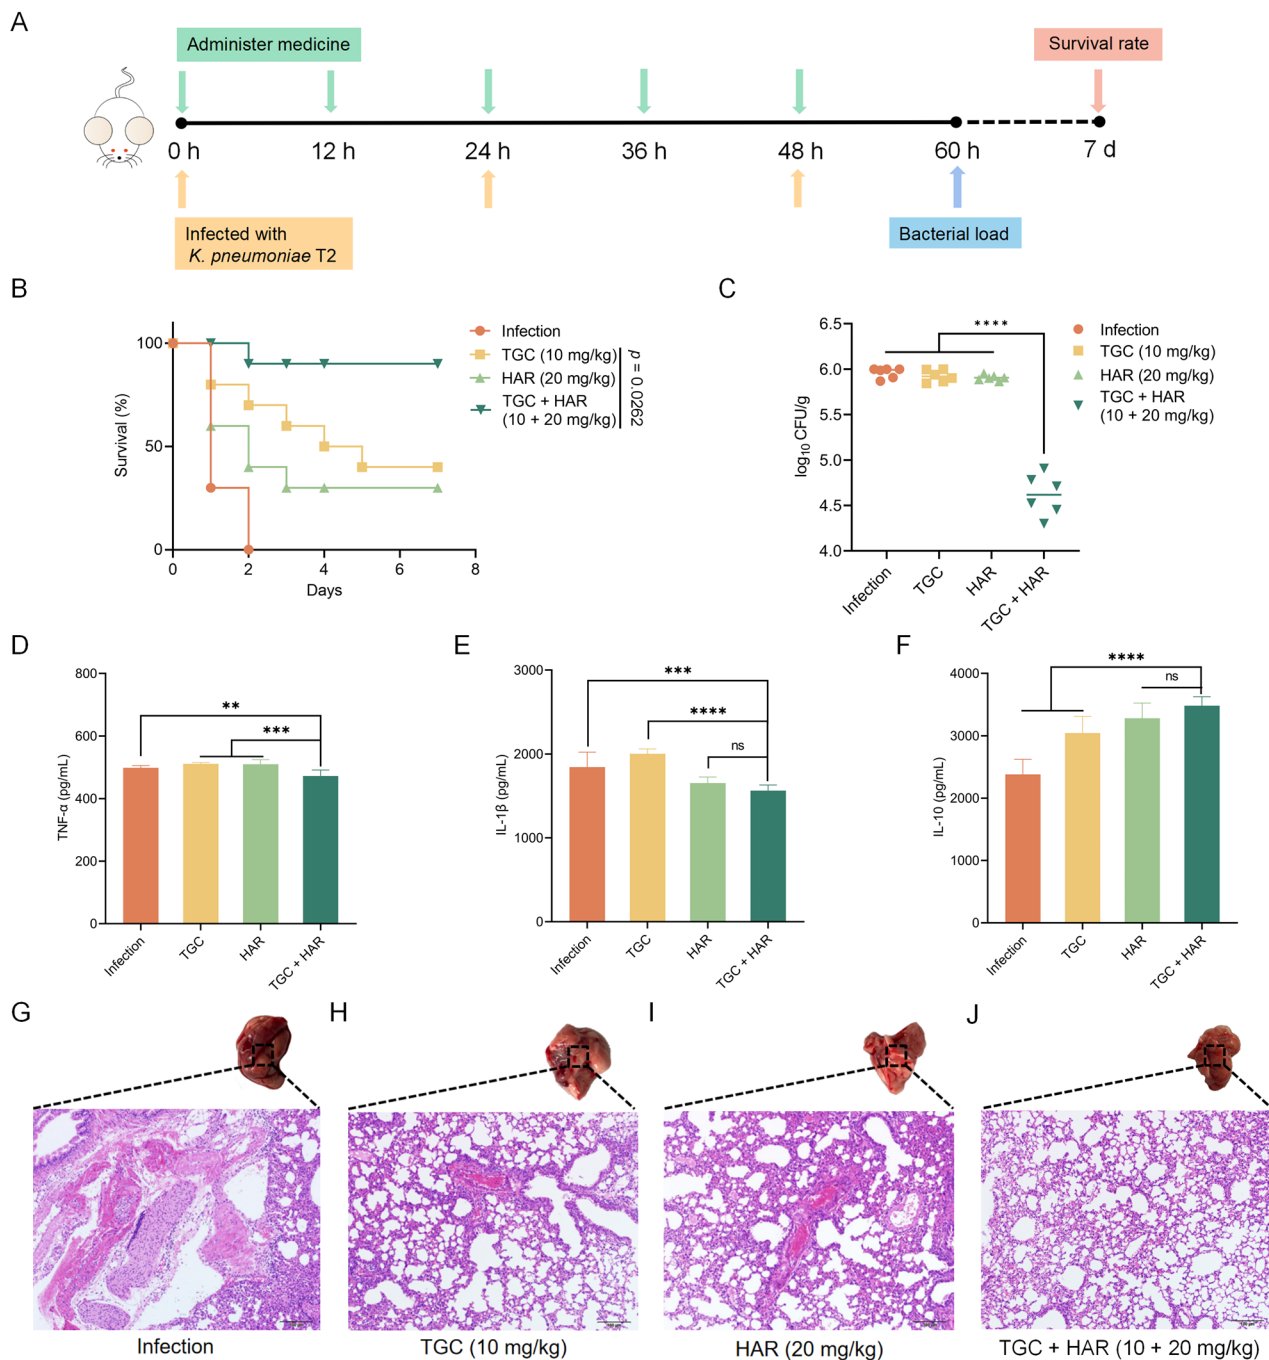 A
Administer medicine
Survival rate
0 h
12 h
24 h
36 h
48 h
60 h
7 d
Infected with
K. pneumoniae T2
Bacterial load
B
Survival (%)
100
50
0
0
2
4
6
8
Days
Infection
TGC (10 mg/kg)
HAR (20 mg/kg)
TGC + HAR
(10 + 20 mg/kg)
p = 0.0262
C
log10 CFU/g
6.5
6.0
5.5
5.0
4.5
4.0
****
Infection
TGC
HAR
TGC + HAR
Infection
TGC (10 mg/kg)
HAR (20 mg/kg)
TGC + HAR
(10 + 20 mg/kg)
D
TNF-α (pg/mL)
800
600
400
200
0
**
***
Infection
TGC
HAR
TGC + HAR
E
IL-1β (pg/mL)
3000
2000
1000
0
***
****
ns
Infection
TGC
HAR
TGC + HAR
F
IL-10 (pg/mL)
4000
3000
2000
1000
0
****
ns
Infection
TGC
HAR
TGC + HAR
G
H
I
J
Infection
TGC (10 mg/kg)
HAR (20 mg/kg)
TGC + HAR (10 + 20 mg/kg)